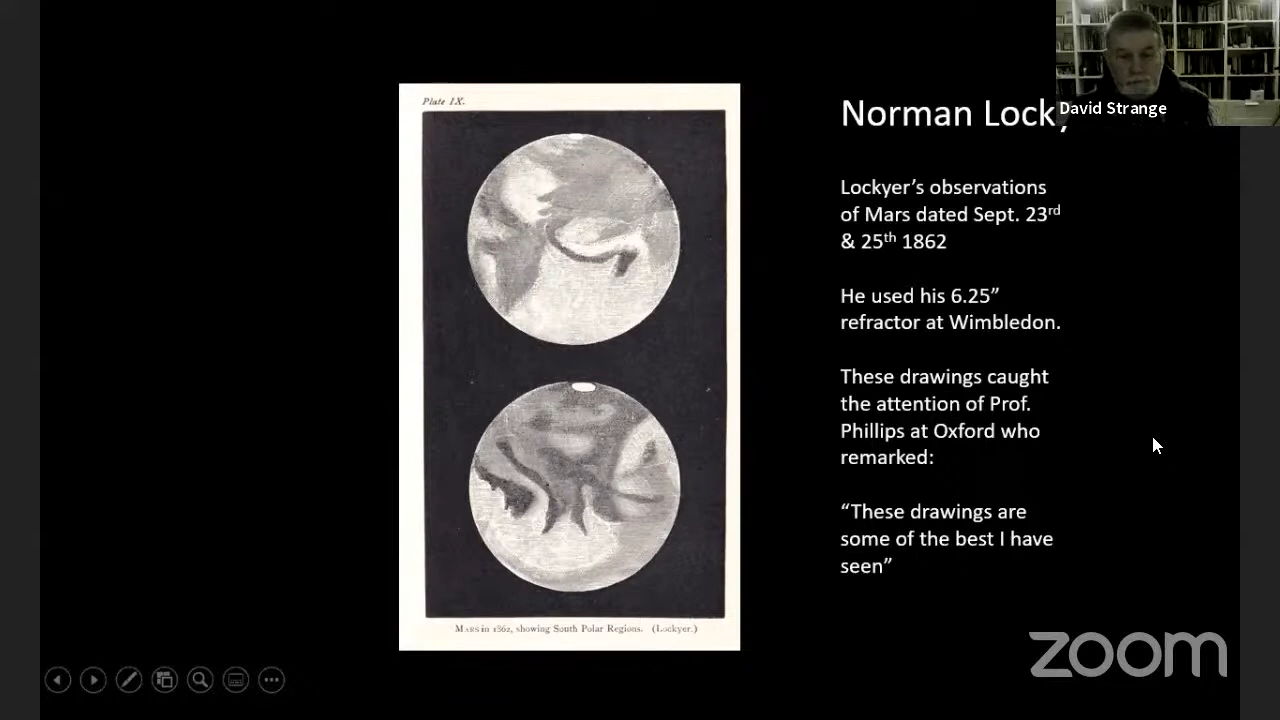 Plate IX.
MARS in 1862, showing South Polar Regions. (Lockyer.)
Norman Lock
David Strange
Lockyer’s observations
of Mars dated Sept. 23rd
& 25th 1862
He used his 6.25”
refractor at Wimbledon.
These drawings caught
the attention of Prof.
Phillips at Oxford who
remarked:
“These drawings are
some of the best I have
seen”
zoom